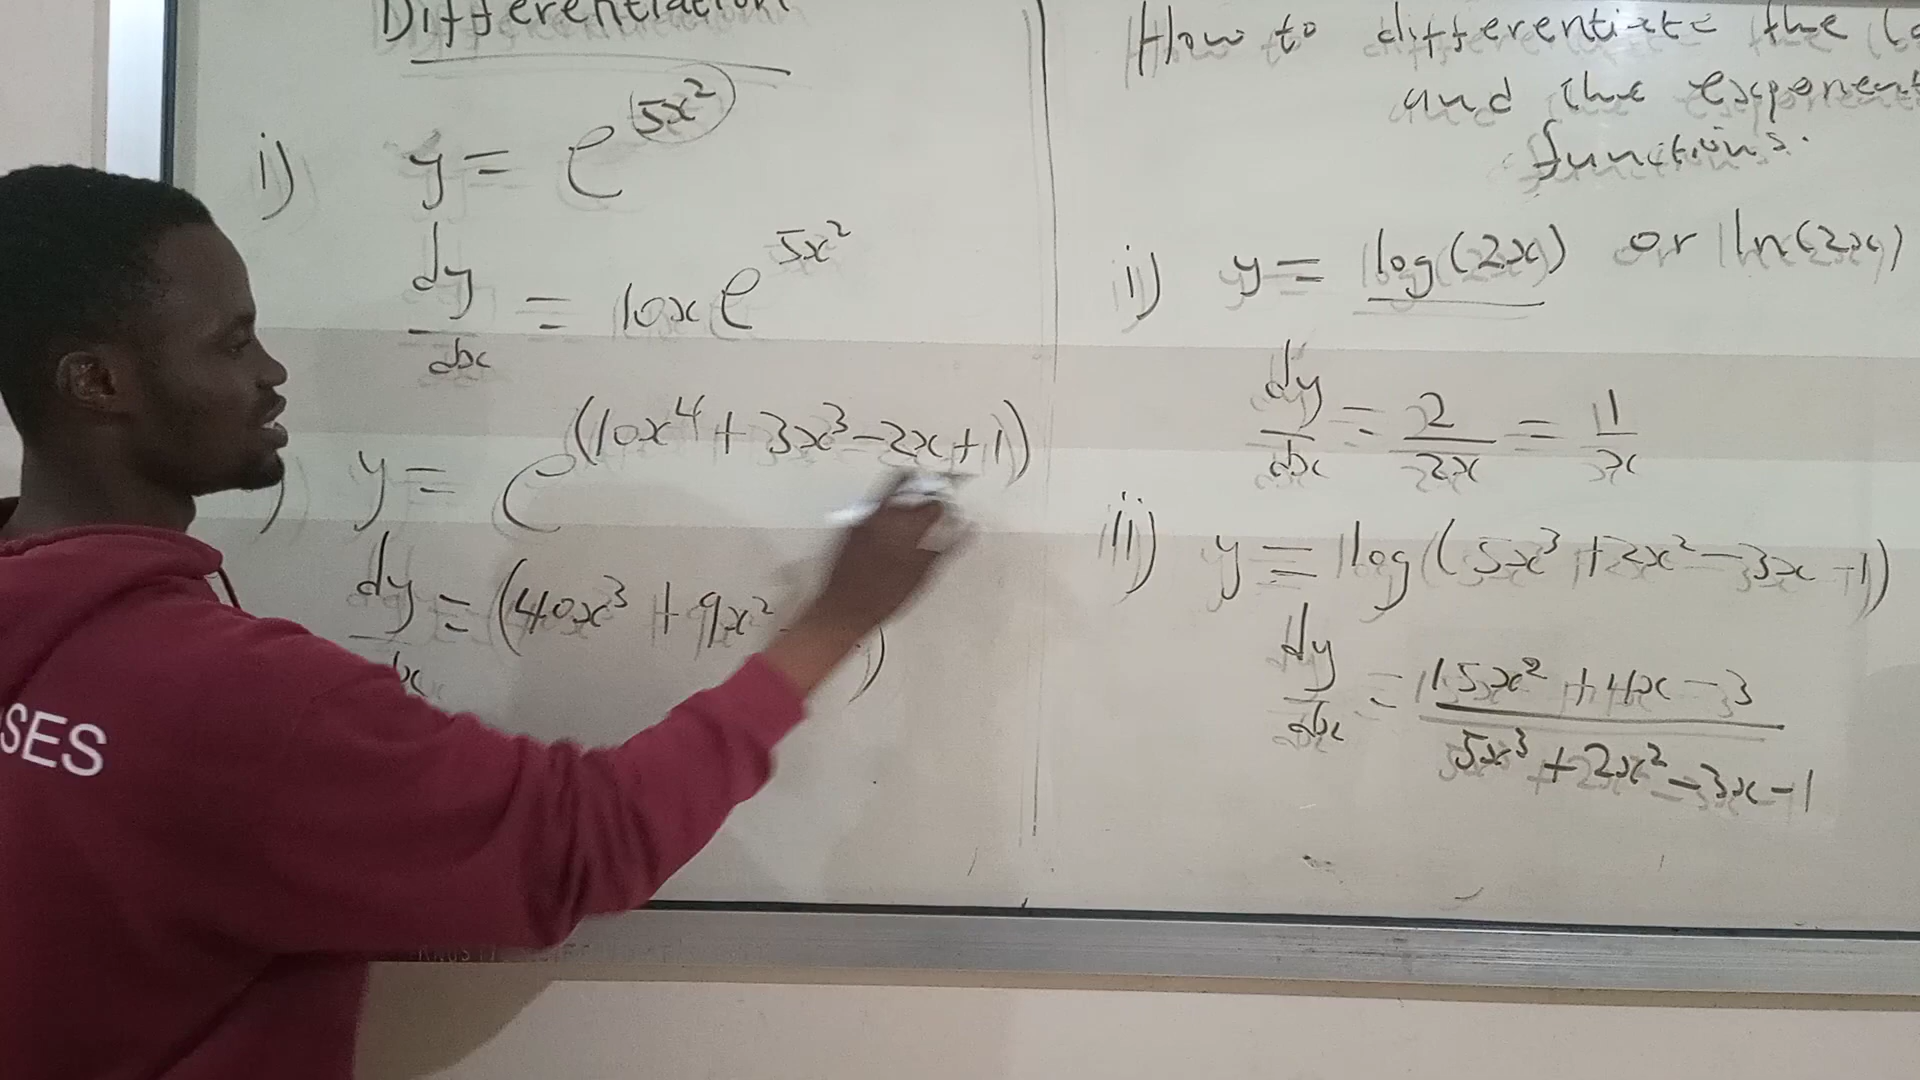 Differentiation
i) y = e^(5x²)
dy/dx = 10x e^(5x²)
) y = e^(10x⁴ + 3x³ - 2x + 1)
dy/dx = (40x³ + 9x² )
How to differentiate the
and the exponent
functions.
i) y = log(2x) or ln(2x)
dy/dx = 2/2x = 1/x
ii) y = log(5x³ + 2x² - 3x - 1)
dy/dx = 15x² + 4x - 3 / 5x³ + 2x² - 3x - 1
SES